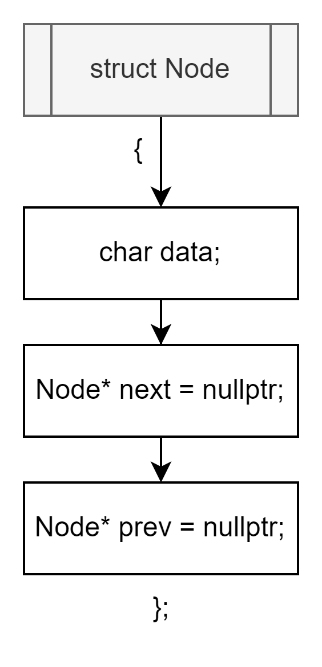 struct Node
{
char data;
Node* next = nullptr;
Node* prev = nullptr;
};